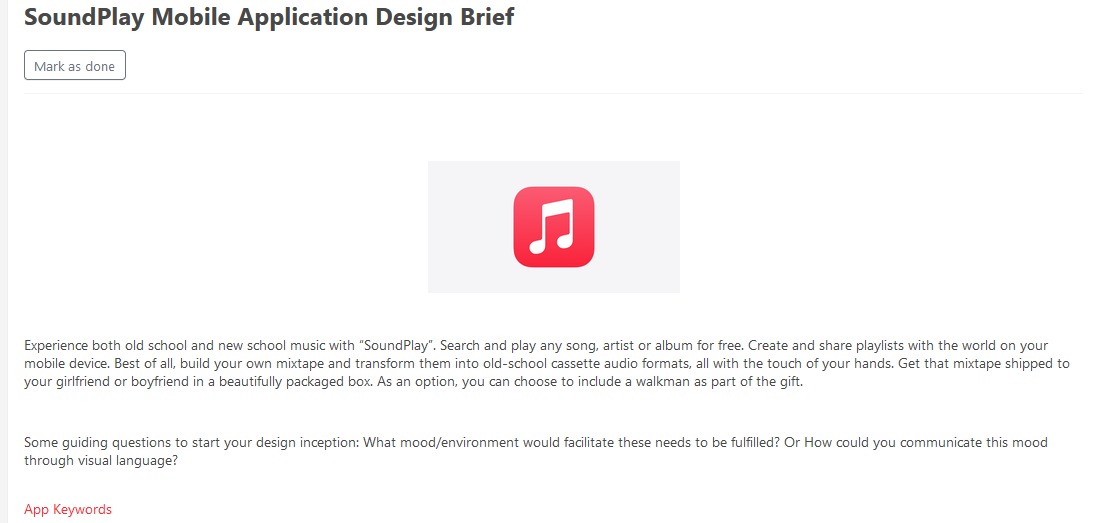 SoundPlay Mobile Application Design Brief
Mark as done
Experience both old school and new school music with “SoundPlay”. Search and play any song, artist or album for free. Create and share playlists with the world on your
mobile device. Best of all, build your own mixtape and transform them into old-school cassette audio formats, all with the touch of your hands. Get that mixtape shipped to
your girlfriend or boyfriend in a beautifully packaged box. As an option, you can choose to include a walkman as part of the gift.
Some guiding questions to start your design inception: What mood/environment would facilitate these needs to be fulfilled? Or How could you communicate this mood
through visual language?
App Keywords